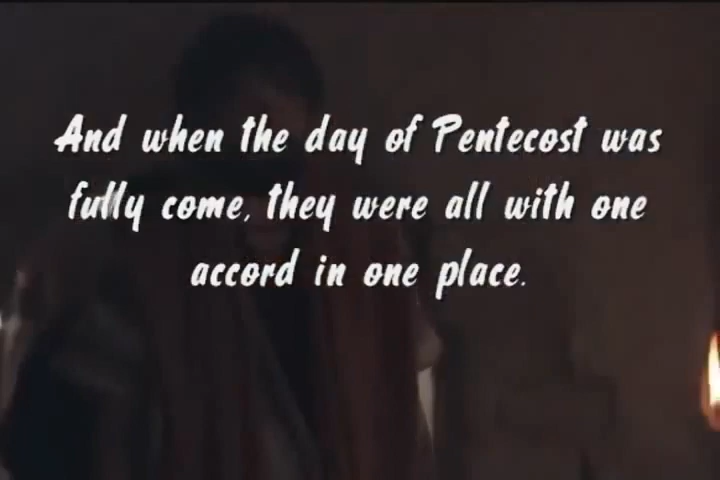 And when the day of Pentecost was
fully come, they were all with one
accord in one place.